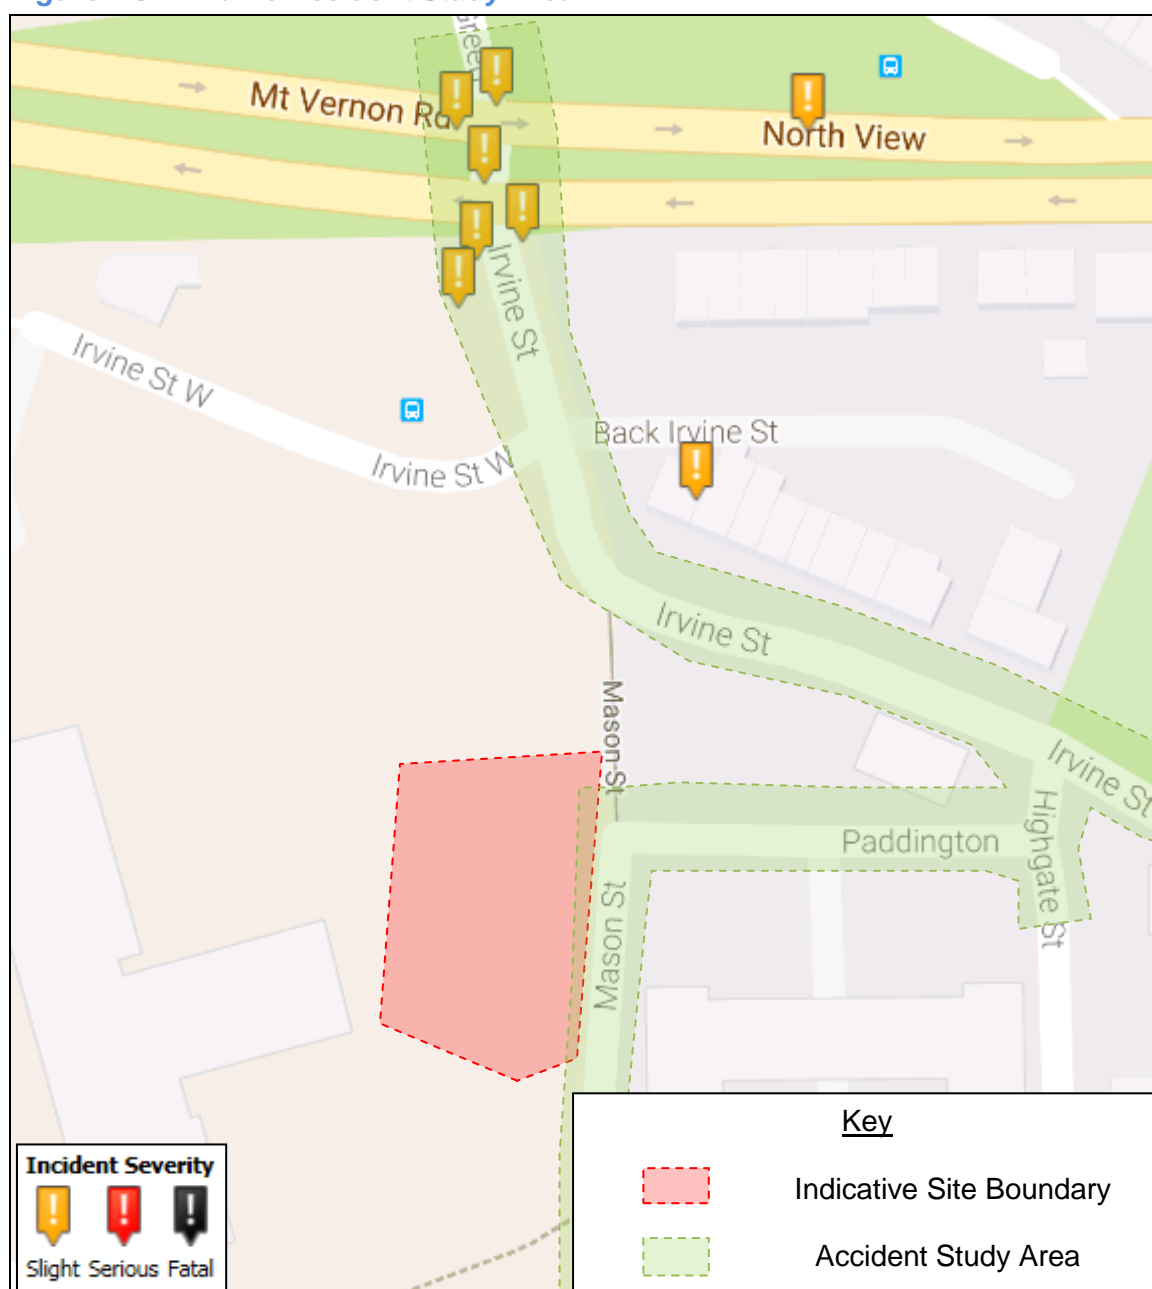 Green
Mt Vernon Rd
North View
Irvine St
Irvine St W
Back Irvine St
Irvine St W
Irvine St
Mason St
Irvine St
Highgate St
Paddington
Mason St
Key
Indicative Site Boundary
Accident Study Area
Incident Severity
Slight Serious Fatal